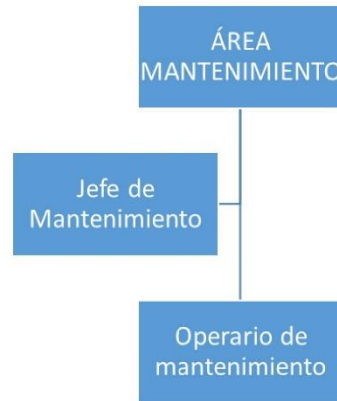 ÁREA
MANTENIMIENTO
Jefe de
Mantenimiento
Operario de
mantenimiento